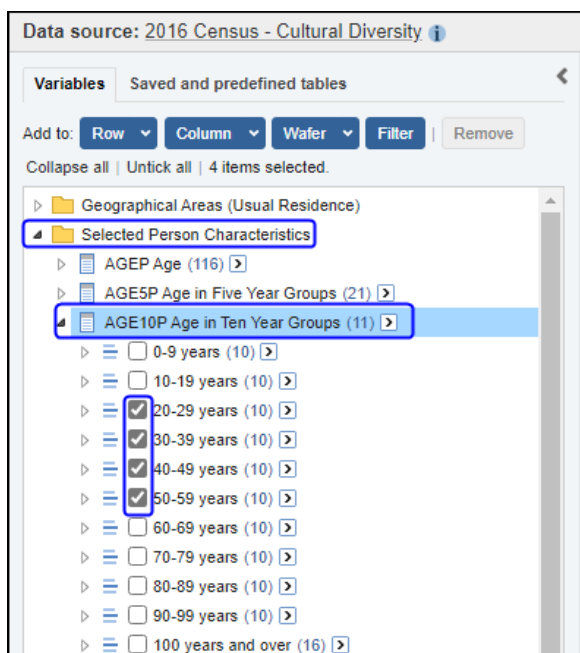 Data source: 2016 Census - Cultural Diversity i
Variables Saved and predefined tables
Add to: Row Column Wafer Filter | Remove
Collapse all | Untick all | 4 items selected.
Geographical Areas (Usual Residence)
Selected Person Characteristics
AGEP Age (116)
AGE5P Age in Five Year Groups (21)
AGE10P Age in Ten Year Groups (11)
0-9 years (10)
10-19 years (10)
20-29 years (10)
30-39 years (10)
40-49 years (10)
50-59 years (10)
60-69 years (10)
70-79 years (10)
80-89 years (10)
90-99 years (10)
100 years and over (16)